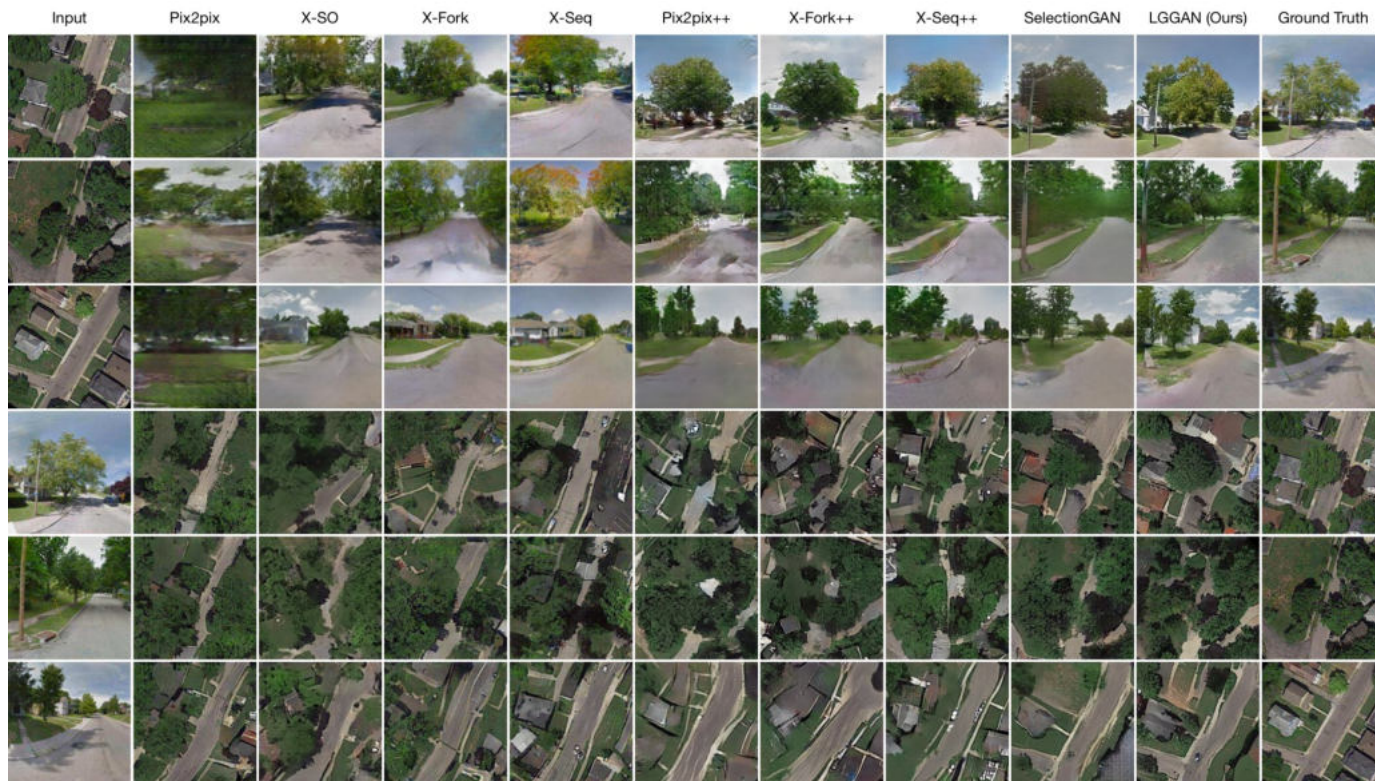 Input Pix2pix X-SO X-Fork X-Seq Pix2pix++ X-Fork++ X-Seq++ SelectionGAN LGGAN (Ours) Ground Truth